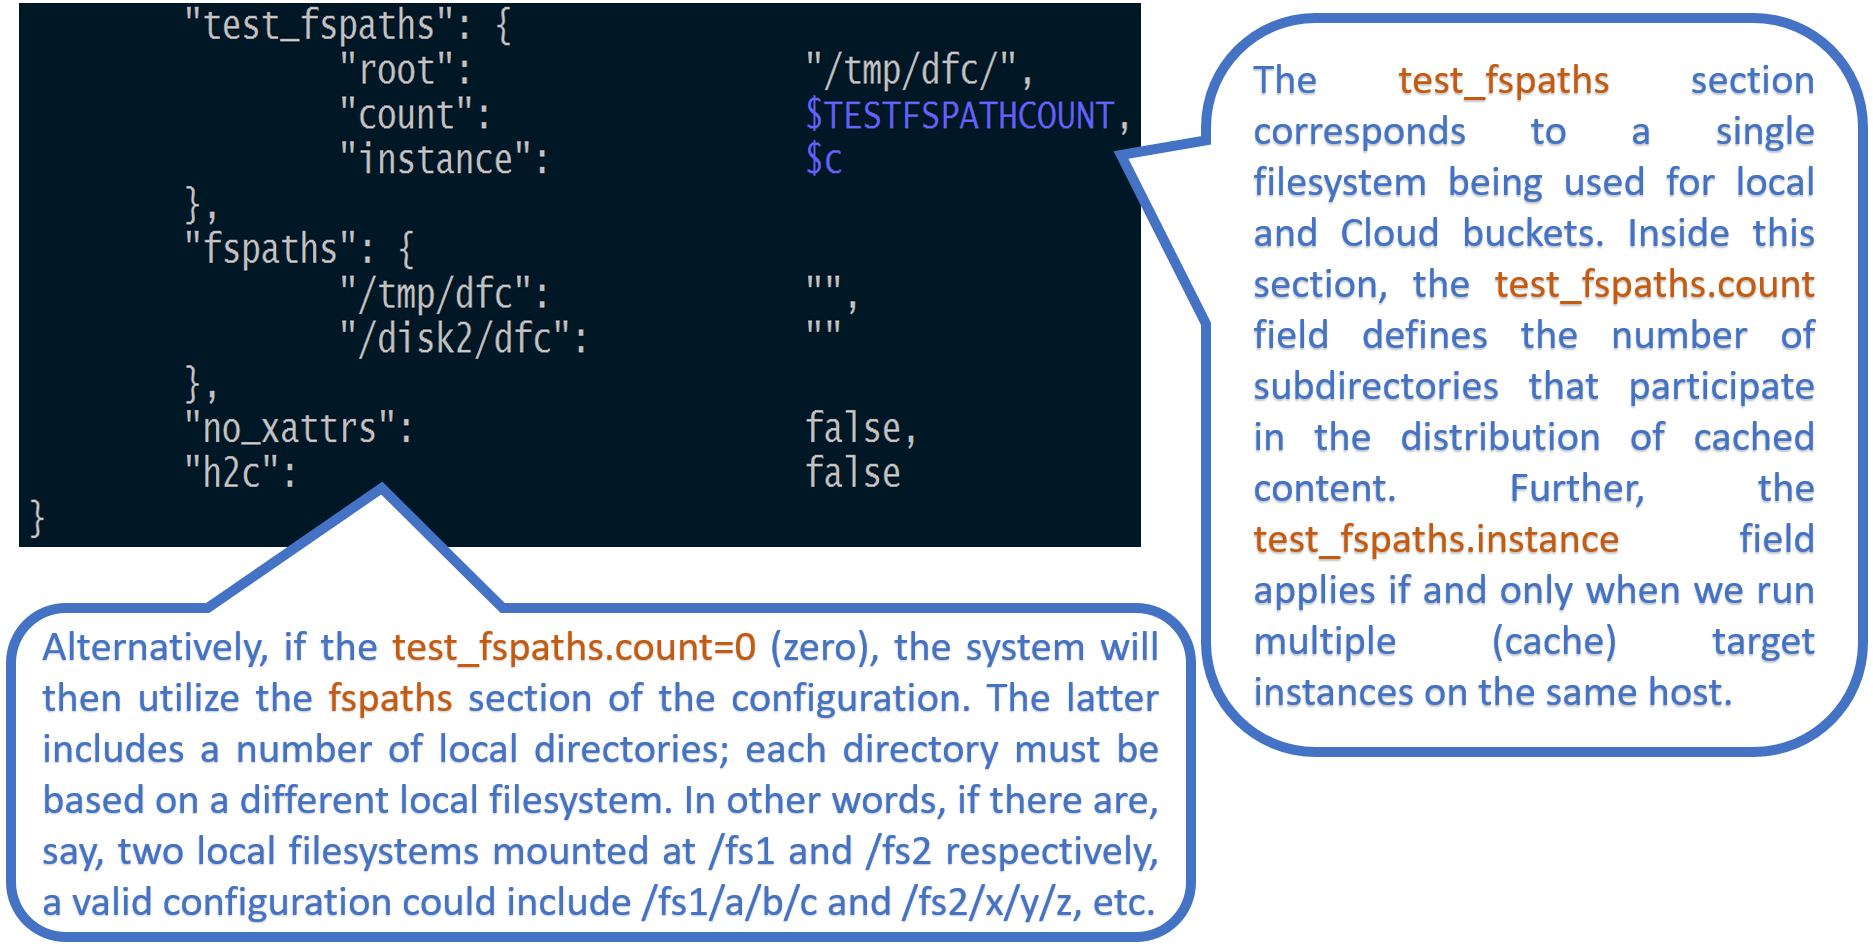 "test_fspaths": {
"root": "/tmp/dfc/",
"count": $TESTFSPATHCOUNT,
"instance": $c
},
"fspaths": {
"/tmp/dfc": "",
"/disk2/dfc": ""
},
"no_xattrs": false,
"h2c": false
}
The test_fspaths section
corresponds to a single
filesystem being used for local
and Cloud buckets. Inside this
section, the test_fspaths.count
field defines the number of
subdirectories that participate
in the distribution of cached
content. Further, the
test_fspaths.instance field
applies if and only when we run
multiple (cache) target
instances on the same host.
Alternatively, if the test_fspaths.count=0 (zero), the system will
then utilize the fspaths section of the configuration. The latter
includes a number of local directories; each directory must be
based on a different local filesystem. In other words, if there are,
say, two local filesystems mounted at /fs1 and /fs2 respectively,
a valid configuration could include /fs1/a/b/c and /fs2/x/y/z, etc.